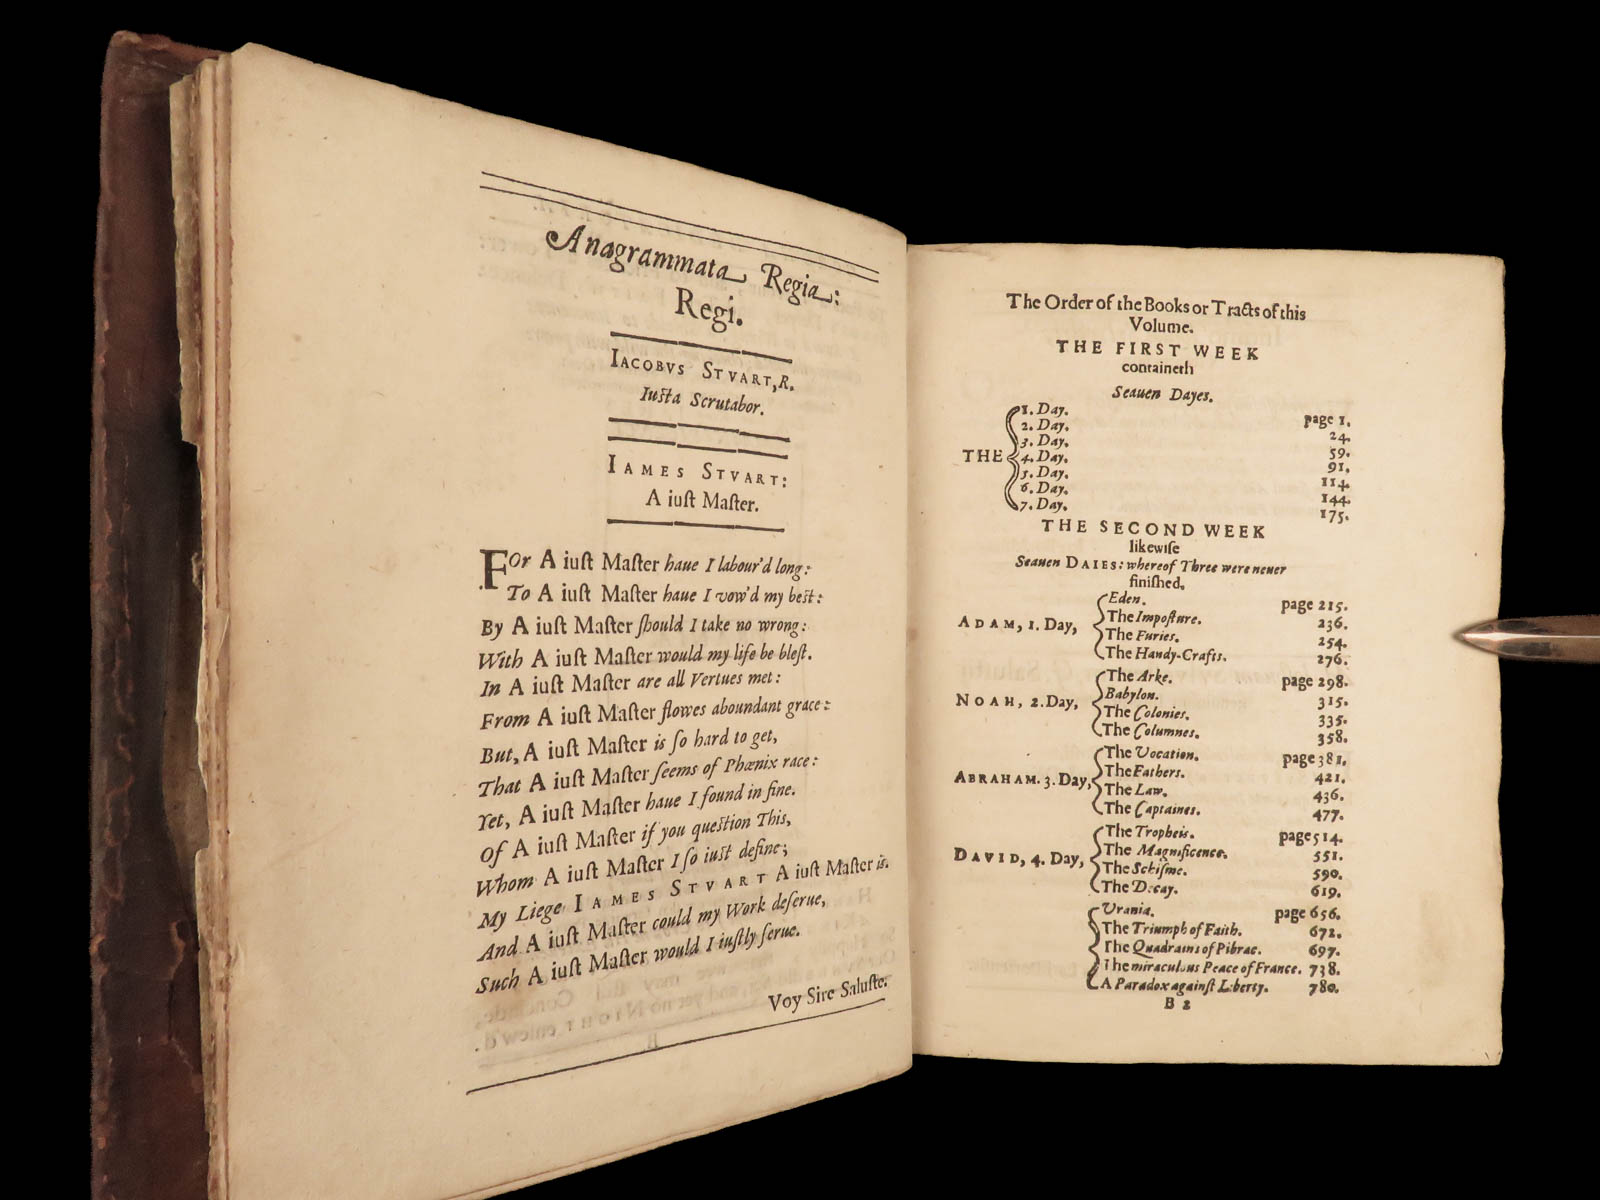 Anagrammata Regia:
Regi.
IACOBVS STVART, R.
Iuſta Scrutabor.
IAMES STVART:
A iuſt Maſter.
FOr A iuſt Maſter haue I labour'd long:
To A iuſt Maſter haue I vow'd my beſt:
By A iuſt Maſter ſhould I take no wrong:
With A iuſt Maſter would my life be bleſt.
In A iuſt Maſter are all Vertues met:
From A iuſt Maſter flowes aboundant grace:
But, A iuſt Maſter is ſo hard to get,
That A iuſt Maſter ſeems of Phœnix race:
Yet, A iuſt Maſter haue I found in fine.
Of A iuſt Maſter if you queſtion This,
Whom A iuſt Maſter I ſo iuſt define;
My Liege IAMES STVART A iuſt Maſter is.
And A iuſt Maſter could my Work deſerue,
Such A iuſt Maſter would I iuſtly ſerue.
Voy Sire Saluſte.
The Order of the Books or Tracts of this
Volume.
THE FIRST WEEK
containeth
Seauen Dayes.
THE
1. Day. page 1.
2. Day. 24.
3. Day. 59.
4. Day. 91.
5. Day. 114.
6. Day. 144.
7. Day. 175.
THE SECOND WEEK
likewiſe
Seauen DAIES: whereof Three were neuer
finiſhed.
ADAM, 1. Day,
Eden. page 215.
The Impoſture. 236.
The Furies. 254.
The Handy-Crafts. 276.
NOAH, 2. Day,
The Arke. page 298.
Babylon. 315.
The Colonies. 335.
The Columnes. 358.
ABRAHAM. 3. Day,
The Vocation. page 381.
The Fathers. 421.
The Law. 436.
The Captaines. 477.
DAVID, 4. Day,
The Tropheis. page 514.
The Magnificence. 551.
The Schiſme. 590.
The Decay. 619.
Urania. page 656.
The Triumph of Faith. 672.
The Quadrains of Pibrac. 697.
The miraculous Peace of France. 738.
A Paradox againſt Liberty. 780.
B 2